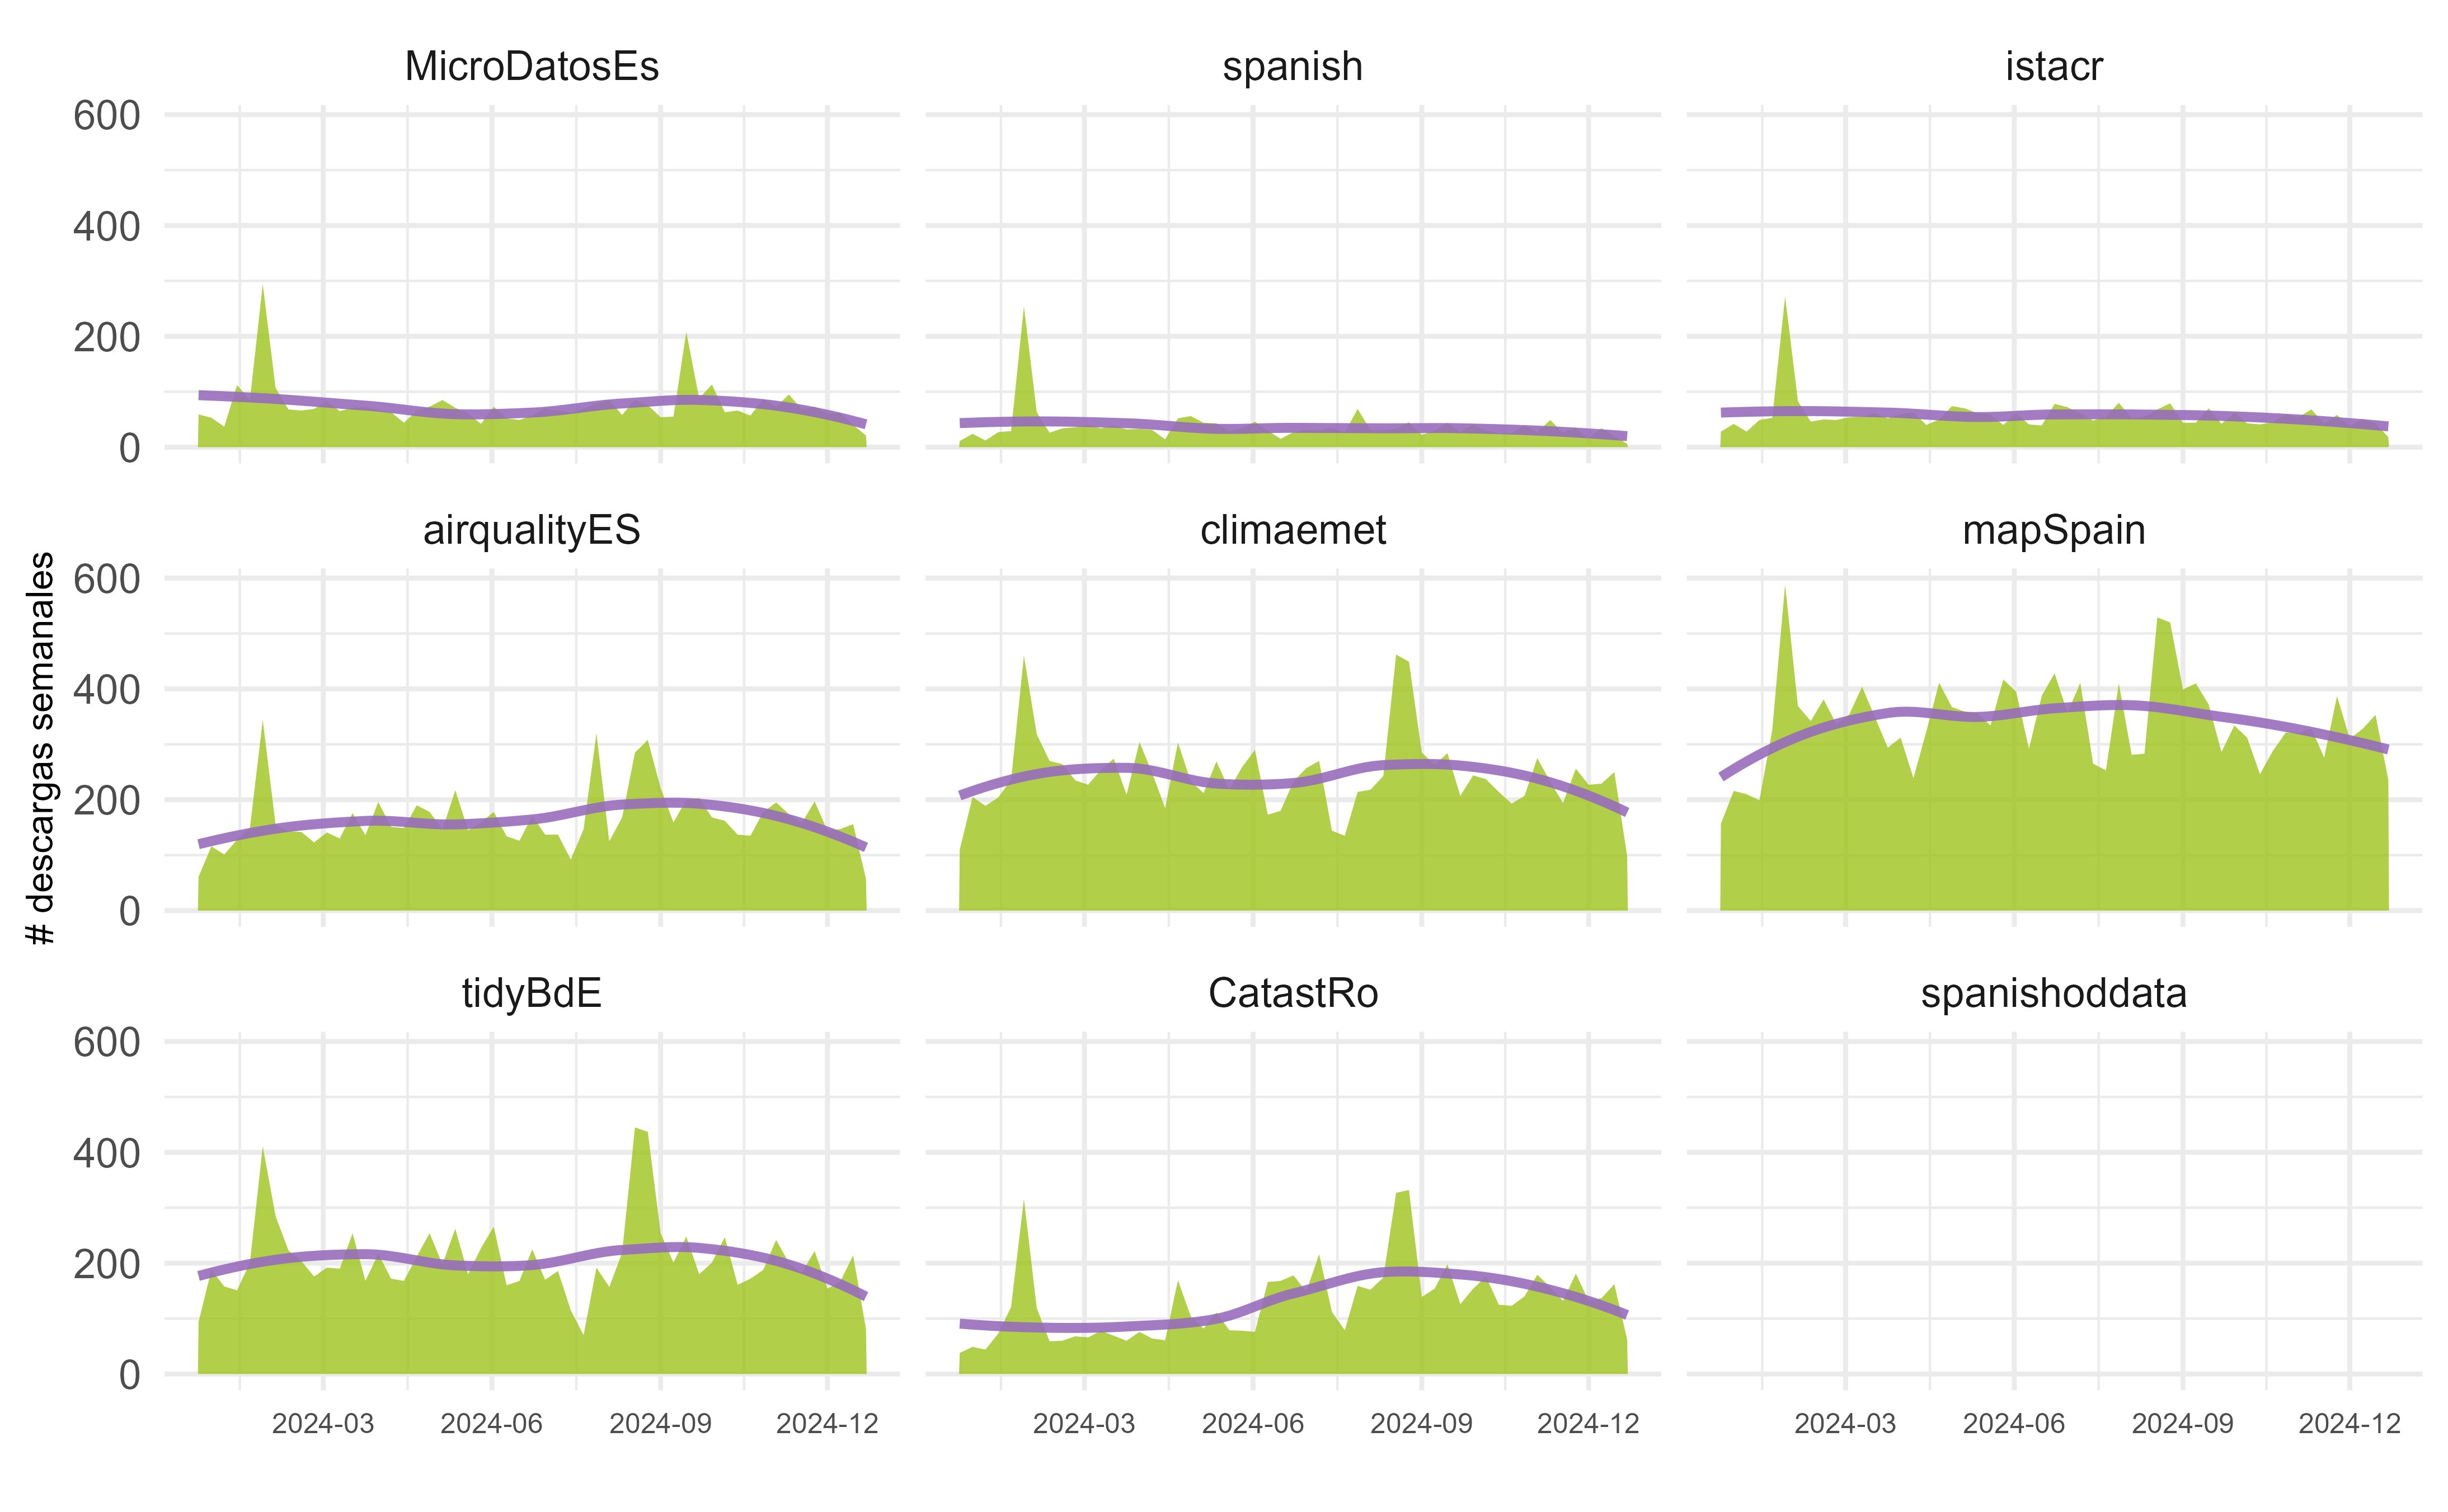 MicroDatosEs spanish istacr
600
400
200
0
airqualityES climaemet mapSpain
600
400
200
0
# descargas semanales
tidyBdE CatastRo spanishoddata
600
400
200
0
2024-03 2024-06 2024-09 2024-12 2024-03 2024-06 2024-09 2024-12 2024-03 2024-06 2024-09 2024-12